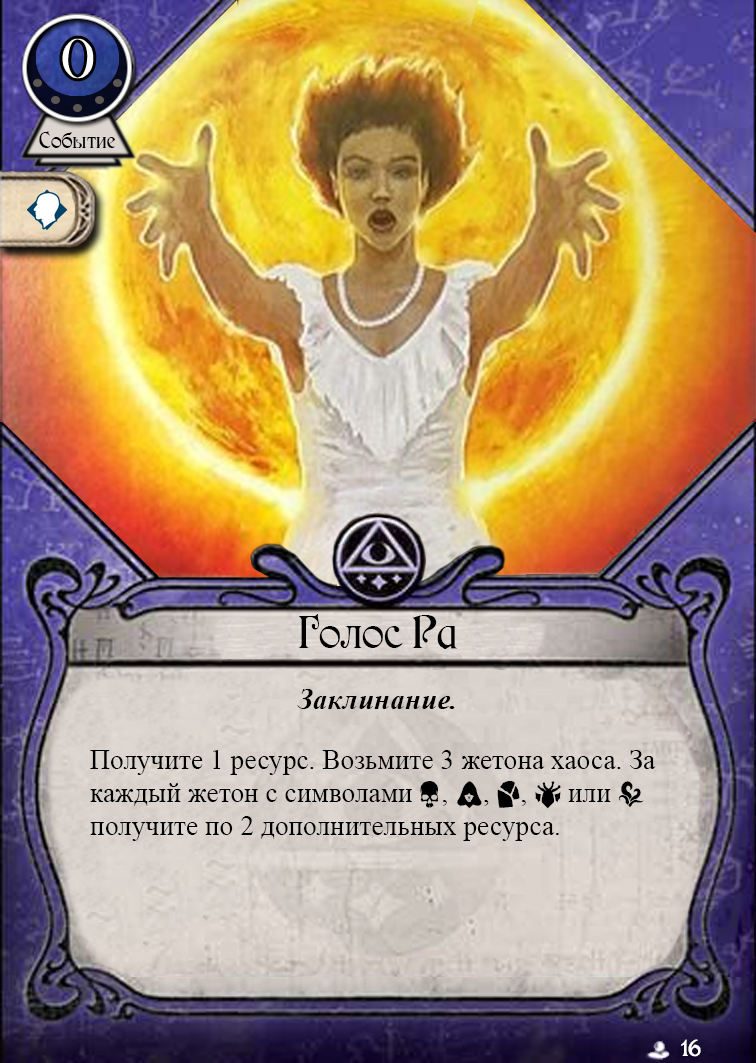 0
Событие
Голос Ра
Заклинание.
Получите 1 ресурс. Возьмите 3 жетона хаоса. За
каждый жетон с символами , , , или
получите по 2 дополнительных ресурса.
16